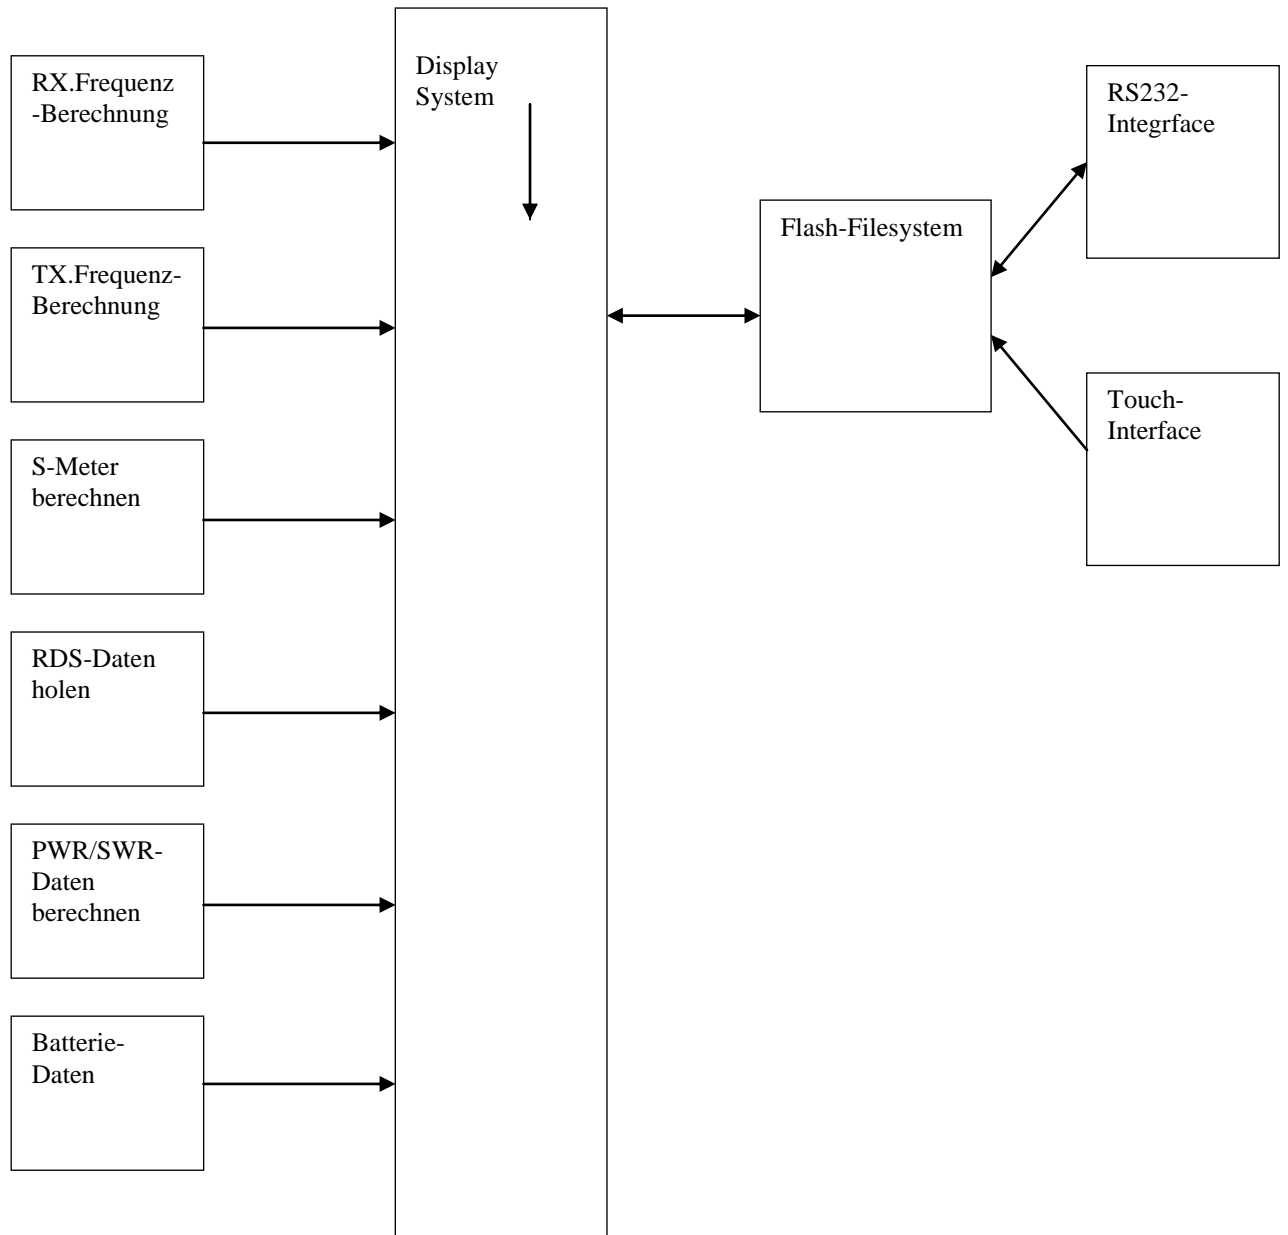 RX.Frequenz
-Berechnung
TX.Frequenz-
Berechnung
S-Meter
berechnen
RDS-Daten
holen
PWR/SWR-
Daten
berechnen
Batterie-
Daten
Display
System
Flash-Filesystem
RS232-
Integrface
Touch-
Interface